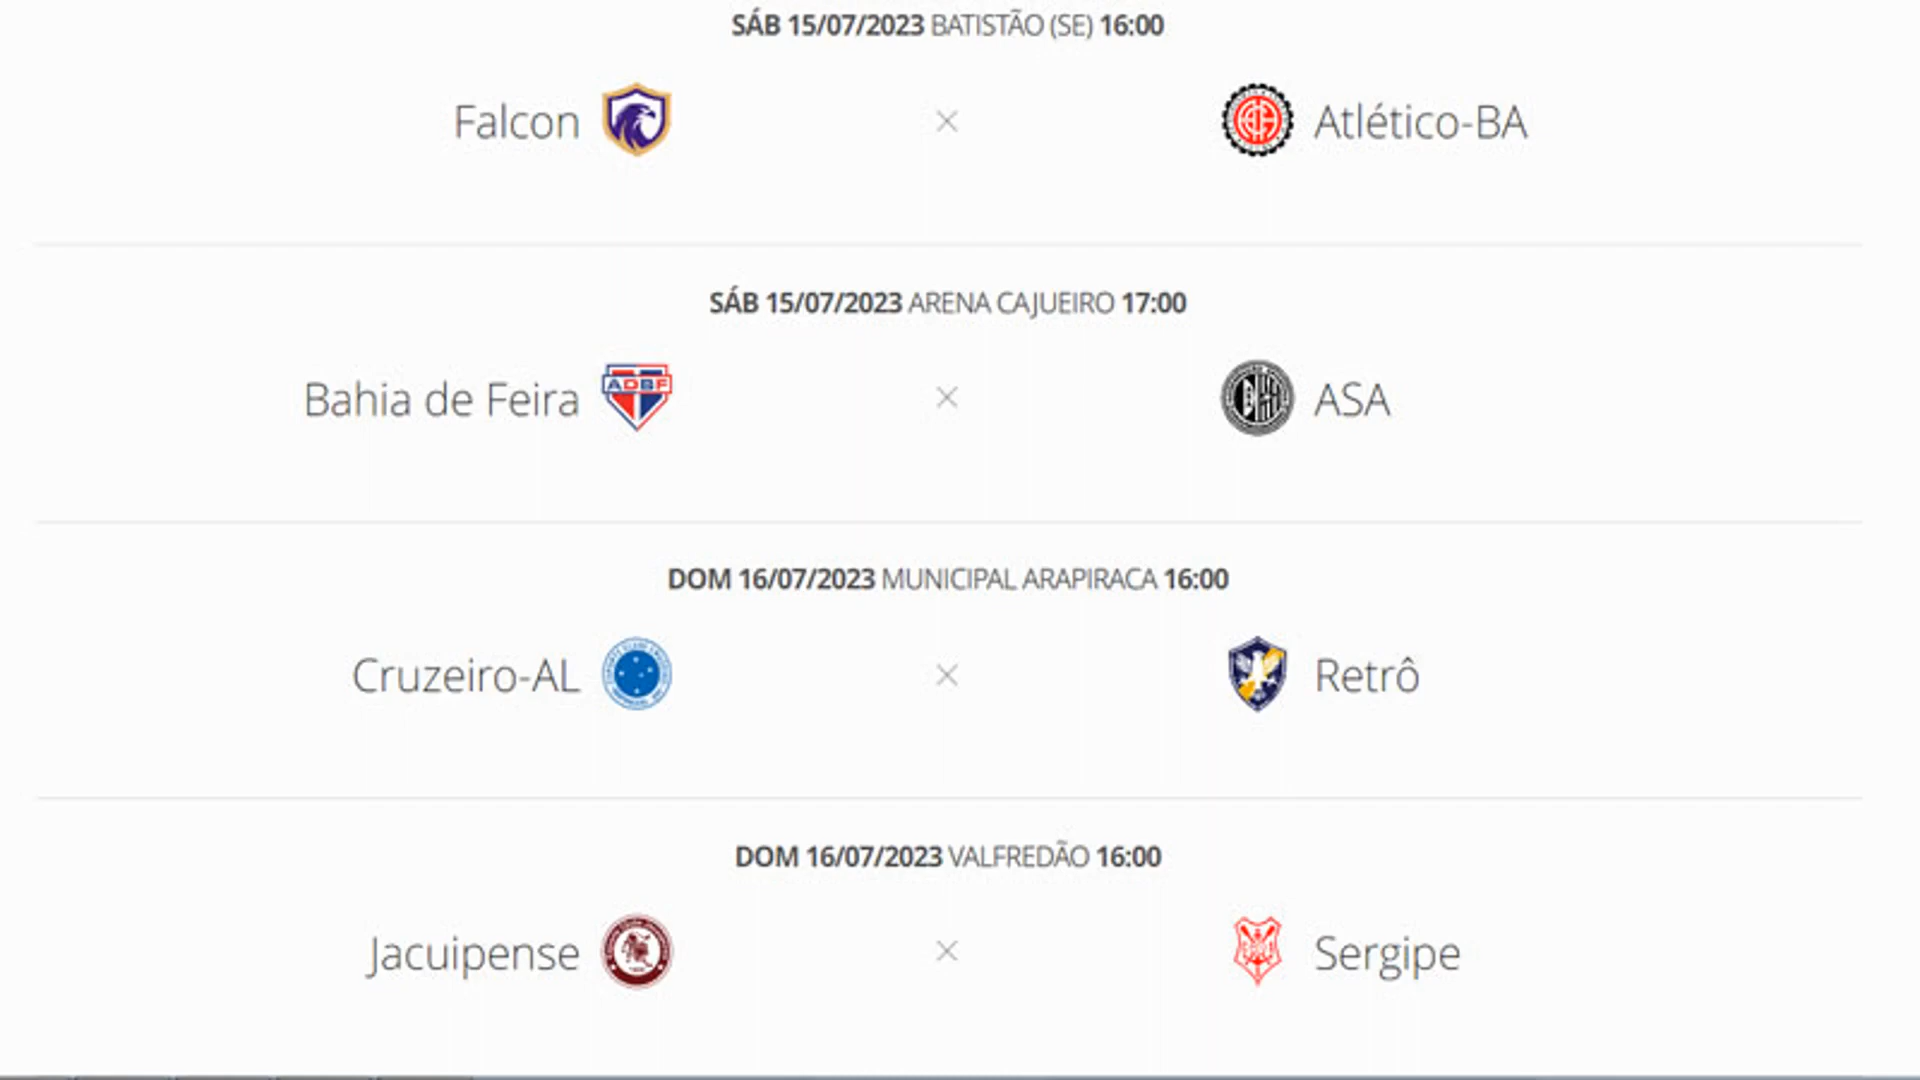 SÁB 15/07/2023 BATISTÃO (SE) 16:00
Falcon × Atlético-BA
SÁB 15/07/2023 ARENA CAJUEIRO 17:00
Bahia de Feira ADBF × ASA
DOM 16/07/2023 MUNICIPAL ARAPIRACA 16:00
Cruzeiro-AL × Retrô
DOM 16/07/2023 VALFREDÃO 16:00
Jacuipense × Sergipe